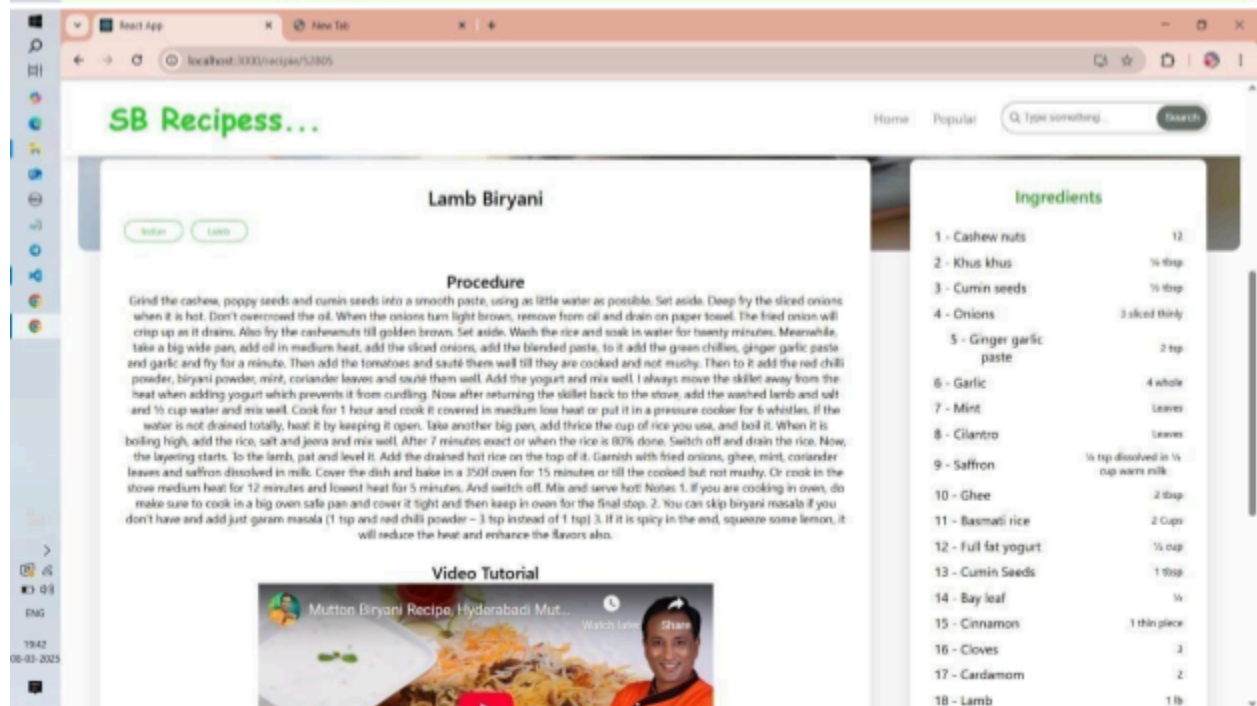 React App
New Tab
localhost:3000/recipie/52805
SB Recipess...
Home
Popular
Type something...
Search
Lamb Biryani
Indian
Lamb
Procedure
Grind the cashew, poppy seeds and cumin seeds into a smooth paste, using as little water as possible. Set aside. Deep fry the sliced onions
when it is hot. Don't overcrowd the oil. When the onions turn light brown, remove from oil and drain on paper towel. The fried onion will
crisp up as it drains. Also fry the cashewnuts till golden brown. Set aside. Wash the rice and soak in water for twenty minutes. Meanwhile,
take a big wide pan, add oil in medium heat, add the sliced onions, add the blended paste, to it add the green chillies, ginger garlic paste
and garlic and fry for a minute. Then add the tomatoes and sauté them well till they are cooked and not mushy. Then to it add the red chilli
powder, biryani powder, mint, coriander leaves and sauté them well. Add the yogurt and mix well. I always move the skillet away from the
heat when adding yogurt which prevents it from curdling. Now after returning the skillet back to the stove, add the washed lamb and salt
and ½ cup water and mix well. Cook for 1 hour and cook it covered in medium low heat or put it in a pressure cooker for 6 whistles. If the
water is not drained totally, heat it by keeping it open. Take another big pan, add thrice the cup of rice you use, and boil it. When it is
boiling high, add the rice, salt and jeera and mix well. After 7 minutes exact or when the rice is 80% done. Switch off and drain the rice. Now,
the layering starts. To the lamb, pat and level it. Add the drained hot rice on the top of it. Garnish with fried onions, ghee, mint, coriander
leaves and saffron dissolved in milk. Cover the dish and bake in a 350f oven for 15 minutes or till the cooked but not mushy. Or cook in the
stove medium heat for 12 minutes and lowest heat for 5 minutes. And switch off. Mix and serve hot! Notes 1. If you are cooking in oven, do
make sure to cook in a big oven safe pan and cover it tight and then keep in oven for the final step. 2. You can skip biryani masala if you
don't have and add just garam masala (1 tsp and red chilli powder – 3 tsp instead of 1 tsp) 3. If it is spicy in the end, squeeze some lemon, it
will reduce the heat and enhance the flavors also.
Video Tutorial
Mutton Biryani Recipe, Hyderabadi Mut...
Watch later
Share
Ingredients
1 - Cashew nuts 12
2 - Khus khus ½ tbsp
3 - Cumin seeds ½ tbsp
4 - Onions 3 sliced thinly
5 - Ginger garlic
paste 2 tsp
6 - Garlic 4 whole
7 - Mint Leaves
8 - Cilantro Leaves
9 - Saffron ½ tsp dissolved in ½
cup warm milk
10 - Ghee 2 tbsp
11 - Basmati rice 2 Cups
12 - Full fat yogurt ½ cup
13 - Cumin Seeds 1 tbsp
14 - Bay leaf ½
15 - Cinnamon 1 thin piece
16 - Cloves 3
17 - Cardamom 2
18 - Lamb 1 lb
ENG
19:42
08-03-2025